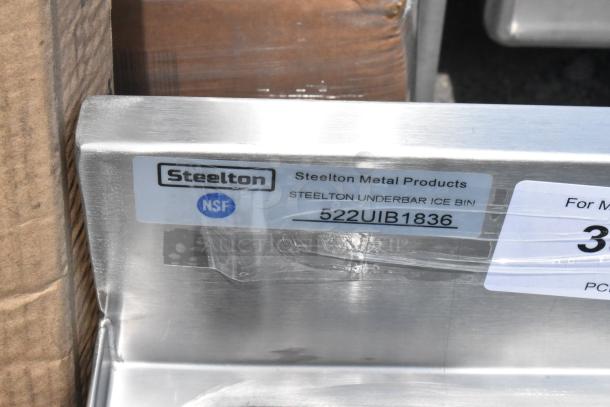 Steelton
Steelton Metal Products
NSF
STEELTON UNDERBAR ICE BIN
522UIB1836
For M
3
PC